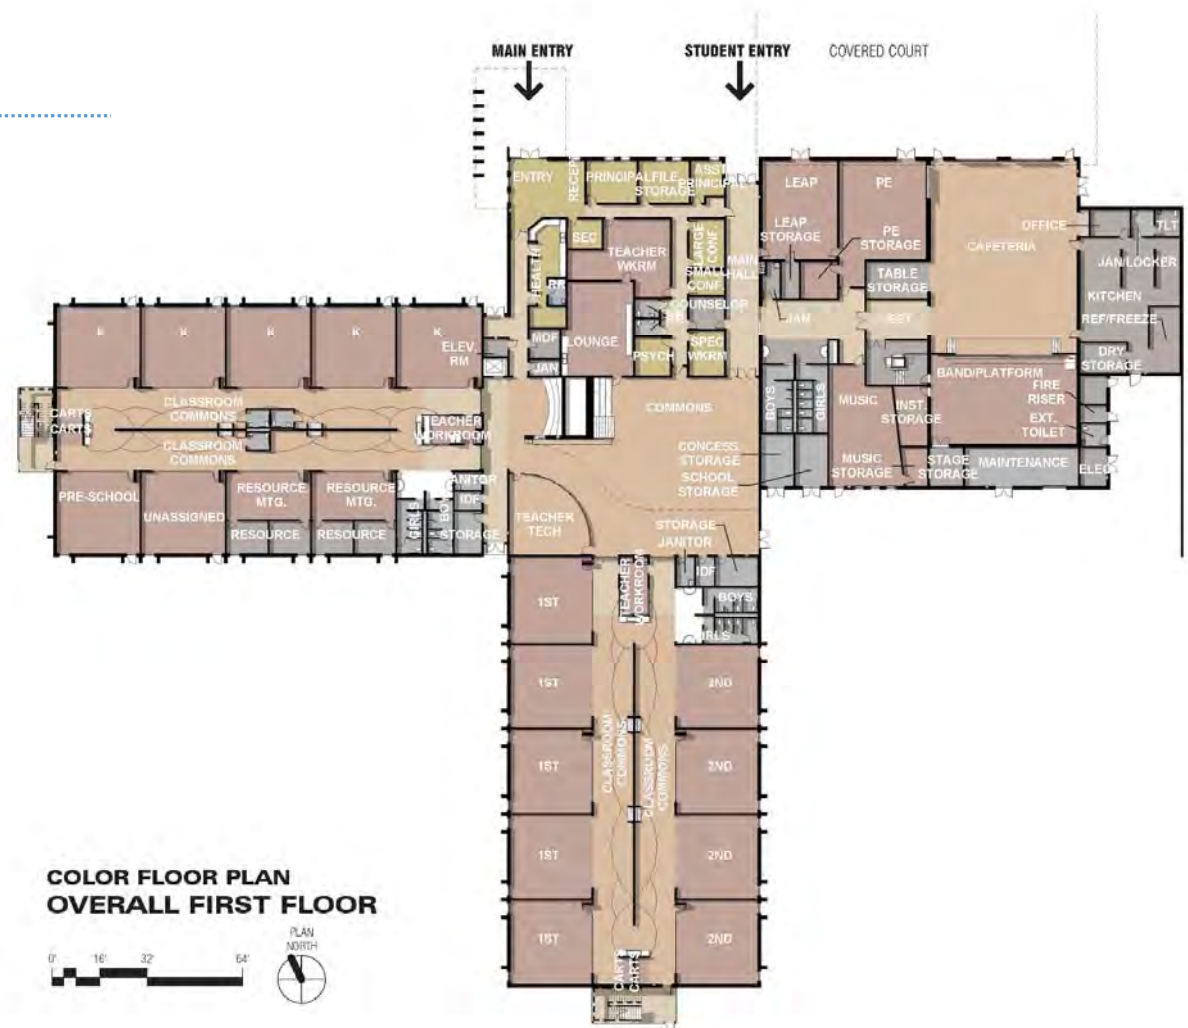 MAIN ENTRY
STUDENT ENTRY
COVERED COURT
ENTRY
RECEP
PRINCIPAL
FILE
STORAGE
ASST
PRINICIPAL
SEC
HEALTH
RR
TEACHER
WKRM
LARGE
CONF.
SMALL
CONF.
MAIN
HALL
COUNSELOR
RR
MDF
JAN
LOUNGE
PSYCH
SPEC
WKRM
LEAP
LEAP
STORAGE
PE
PE
STORAGE
TABLE
STORAGE
JAN
CAFETERIA
OFFICE
TLT
JAN/LOCKER
KITCHEN
REF/FREEZE
DRY
STORAGE
BAND/PLATFORM
FIRE
RISER
EXT.
TOILET
ELEC
MAINTENANCE
STAGE
STORAGE
INST.
STORAGE
MUSIC
MUSIC
STORAGE
BOYS
GIRLS
COMMONS
CONCESS
STORAGE
SCHOOL
STORAGE
K
K
K
K
K
ELEV.
RM
CARTS
CARTS
CLASSROOM
COMMONS
CLASSROOM
COMMONS
TEACHER
WORKROOM
PRE-SCHOOL
UNASSIGNED
RESOURCE
MTG.
RESOURCE
MTG.
RESOURCE
RESOURCE
GIRLS
BOYS
JANITOR
IDF
STORAGE
TEACHER
TECH
STORAGE
JANITOR
IDF
TEACHER
WORKROOM
BOYS
GIRLS
1ST
1ST
2ND
1ST
CLASSROOM
COMMONS
CLASSROOM
COMMONS
2ND
1ST
2ND
1ST
2ND
CARTS
CARTS
COLOR FLOOR PLAN
OVERALL FIRST FLOOR
PLAN
NORTH
0' 16' 32' 64'